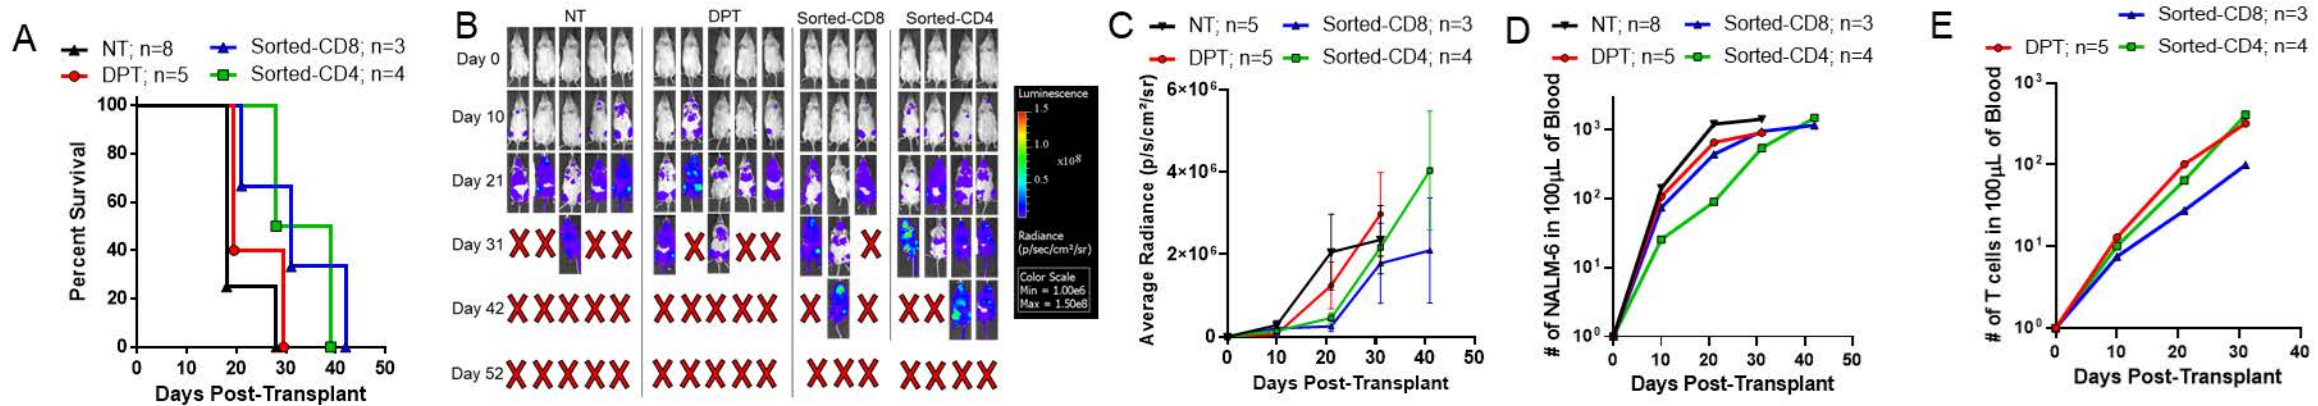 A
NT; n=8
Sorted-CD8; n=3
DPT; n=5
Sorted-CD4; n=4
Percent Survival
100
80
60
40
20
0
0 10 20 30 40 50
Days Post-Transplant
B
NT DPT Sorted-CD8 Sorted-CD4
Day 0
Day 10
Day 21
Day 31
Day 42
Day 52
Luminescence
1.5
1.0
x10⁸
0.5
Radiance
(p/sec/cm²/sr)
Color Scale
Min = 1.00e6
Max = 1.50e8
C
NT; n=5
Sorted-CD8; n=3
DPT; n=5
Sorted-CD4; n=4
Average Radiance (p/s/cm²/sr)
6×10⁶
4×10⁶
2×10⁶
0
0 10 20 30 40 50
Days Post-Transplant
D
NT; n=8
Sorted-CD8; n=3
DPT; n=5
Sorted-CD4; n=4
# of NALM-6 in 100µL of Blood
10³
10²
10¹
10⁰
0 10 20 30 40 50
Days Post-Transplant
E
Sorted-CD8; n=3
DPT; n=5
Sorted-CD4; n=4
# of T cells in 100µL of Blood
10³
10²
10¹
10⁰
0 10 20 30 40
Days Post-Transplant